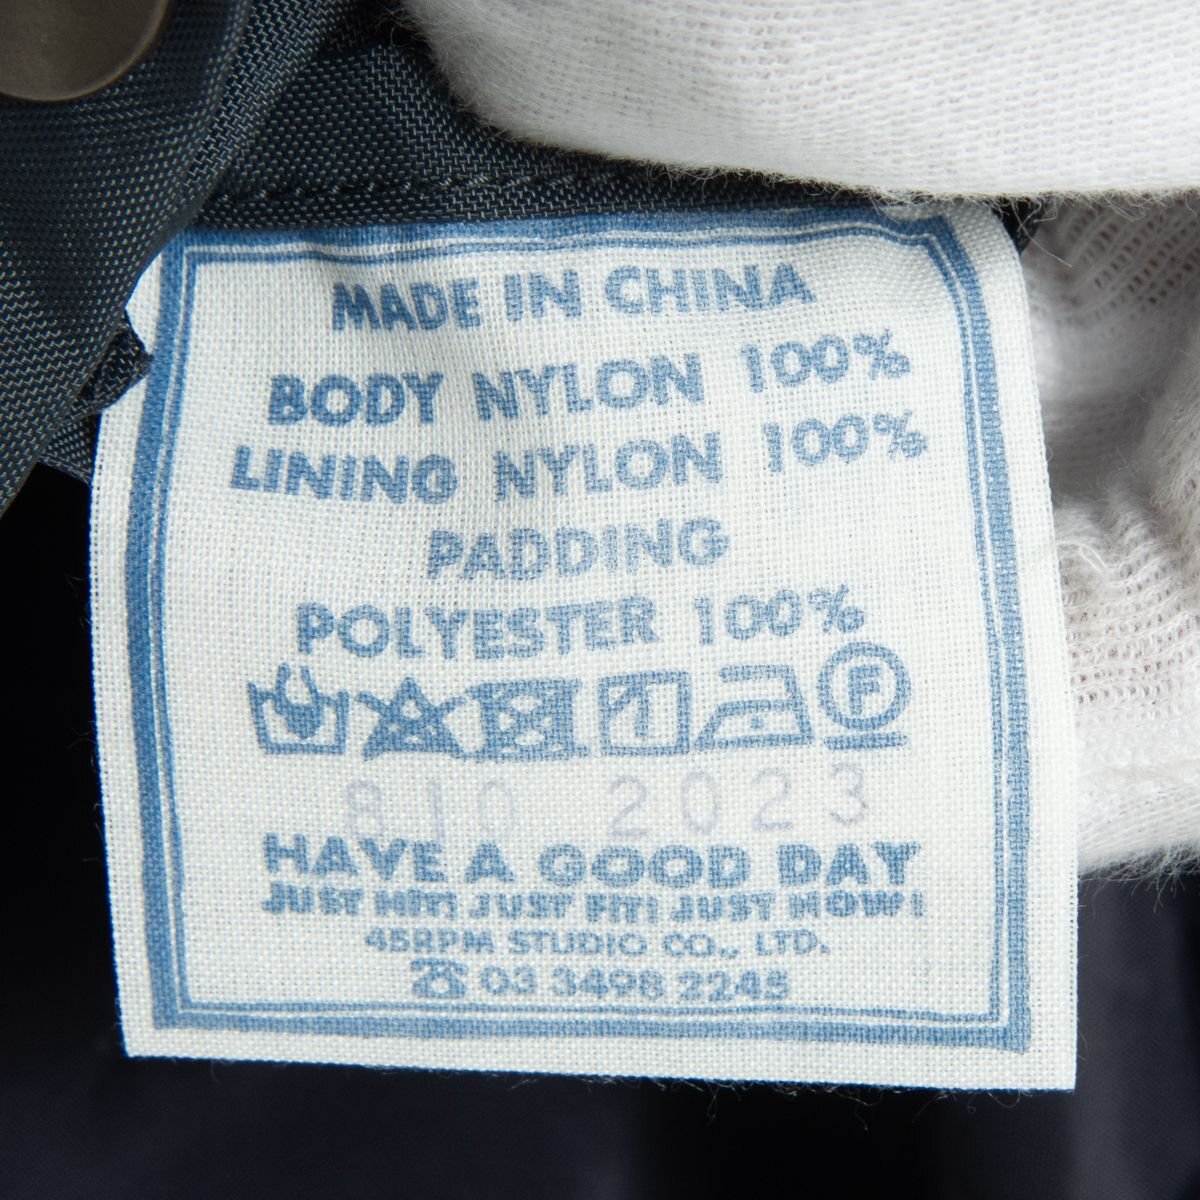 MADE IN CHINA
BODY NYLON 100%
LINING NYLON 100%
PADDING
POLYESTER 100%
F
810 2023
HAVE A GOOD DAY
JUST HIT! JUST FIT! JUST NOW!
45RPM STUDIO CO., LTD.
☎ 03 3498 2245